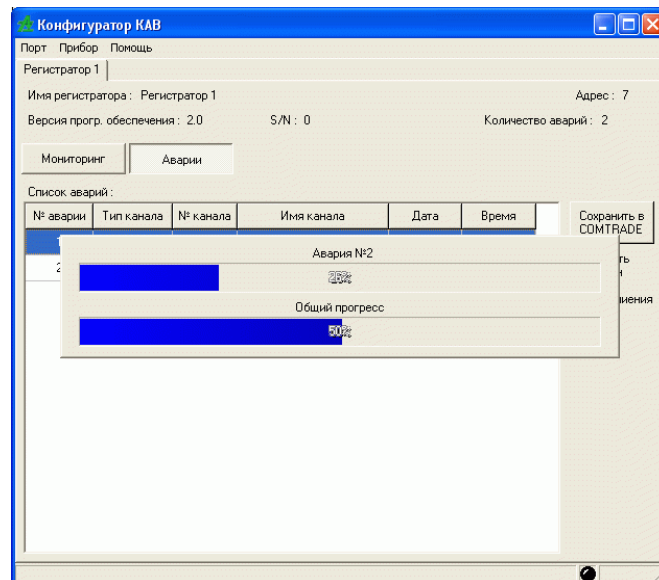 Конфигуратор КАВ
Порт Прибор Помощь
Регистратор 1
Имя регистратора : Регистратор 1 Адрес : 7
Версия прогр. обеспечения : 2.0 S/N : 0 Количество аварий : 2
Мониторинг Аварии
Список аварий :
№ аварии Тип канала № канала Имя канала Дата Время Сохранить в
COMTRADE
Авария №2
Общий прогресс
50%